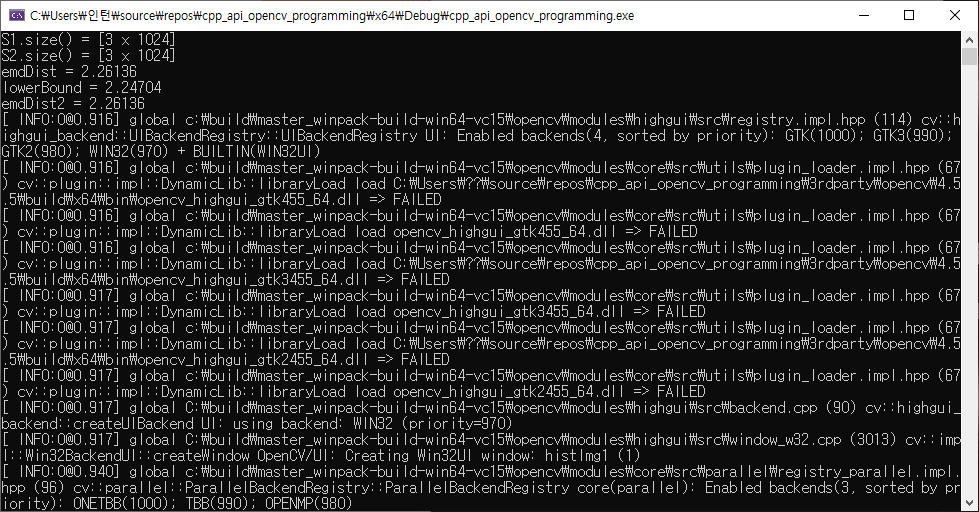 C:\Users\인턴\source\repos\cpp_api_opencv_programming\x64\Debug\cpp_api_opencv_programming.exe
S1.size() = [3 x 1024]
S2.size() = [3 x 1024]
emdDist = 2.26136
lowerBound = 2.24704
emdDist2 = 2.26136
[ INFO:0@0.916] global c:₩build₩master_winpack-build-win64-vc15₩opencv₩modules₩highgui₩src₩registry.impl.hpp (114) cv::h
ighgui_backend::UIBackendRegistry::UIBackendRegistry UI: Enabled backends(4, sorted by priority): GTK(1000); GTK3(990);
GTK2(980); WIN32(970) + BUILTIN(WIN32UI)
[ INFO:0@0.916] global c:₩build₩master_winpack-build-win64-vc15₩opencv₩modules₩core₩src₩utils₩plugin_loader.impl.hpp (67
) cv::plugin::impl::DynamicLib::libraryLoad load C:₩Users₩??₩source₩repos₩cpp_api_opencv_programming₩3rdparty₩opencv₩4.5
.5₩build₩x64₩bin₩opencv_highgui_gtk455_64.dll => FAILED
[ INFO:0@0.916] global c:₩build₩master_winpack-build-win64-vc15₩opencv₩modules₩core₩src₩utils₩plugin_loader.impl.hpp (67
) cv::plugin::impl::DynamicLib::libraryLoad load opencv_highgui_gtk455_64.dll => FAILED
[ INFO:0@0.916] global c:₩build₩master_winpack-build-win64-vc15₩opencv₩modules₩core₩src₩utils₩plugin_loader.impl.hpp (67
) cv::plugin::impl::DynamicLib::libraryLoad load C:₩Users₩??₩source₩repos₩cpp_api_opencv_programming₩3rdparty₩opencv₩4.5
.5₩build₩x64₩bin₩opencv_highgui_gtk3455_64.dll => FAILED
[ INFO:0@0.917] global c:₩build₩master_winpack-build-win64-vc15₩opencv₩modules₩core₩src₩utils₩plugin_loader.impl.hpp (67
) cv::plugin::impl::DynamicLib::libraryLoad load opencv_highgui_gtk3455_64.dll => FAILED
[ INFO:0@0.917] global c:₩build₩master_winpack-build-win64-vc15₩opencv₩modules₩core₩src₩utils₩plugin_loader.impl.hpp (67
) cv::plugin::impl::DynamicLib::libraryLoad load C:₩Users₩??₩source₩repos₩cpp_api_opencv_programming₩3rdparty₩opencv₩4.5
.5₩build₩x64₩bin₩opencv_highgui_gtk2455_64.dll => FAILED
[ INFO:0@0.917] global c:₩build₩master_winpack-build-win64-vc15₩opencv₩modules₩core₩src₩utils₩plugin_loader.impl.hpp (67
) cv::plugin::impl::DynamicLib::libraryLoad load opencv_highgui_gtk2455_64.dll => FAILED
[ INFO:0@0.917] global C:₩build₩master_winpack-build-win64-vc15₩opencv₩modules₩highgui₩src₩backend.cpp (90) cv::highgui_
backend::createUIBackend UI: using backend: WIN32 (priority=970)
[ INFO:0@0.917] global C:₩build₩master_winpack-build-win64-vc15₩opencv₩modules₩highgui₩src₩window_w32.cpp (3013) cv::imp
l::Win32BackendUI::createWindow OpenCV/UI: Creating Win32UI window: histImg1 (1)
[ INFO:0@0.940] global c:₩build₩master_winpack-build-win64-vc15₩opencv₩modules₩core₩src₩parallel₩registry_parallel.impl.
hpp (96) cv::parallel::ParallelBackendRegistry::ParallelBackendRegistry core(parallel): Enabled backends(3, sorted by pr
iority): ONETBB(1000); TBB(990); OPENMP(980)